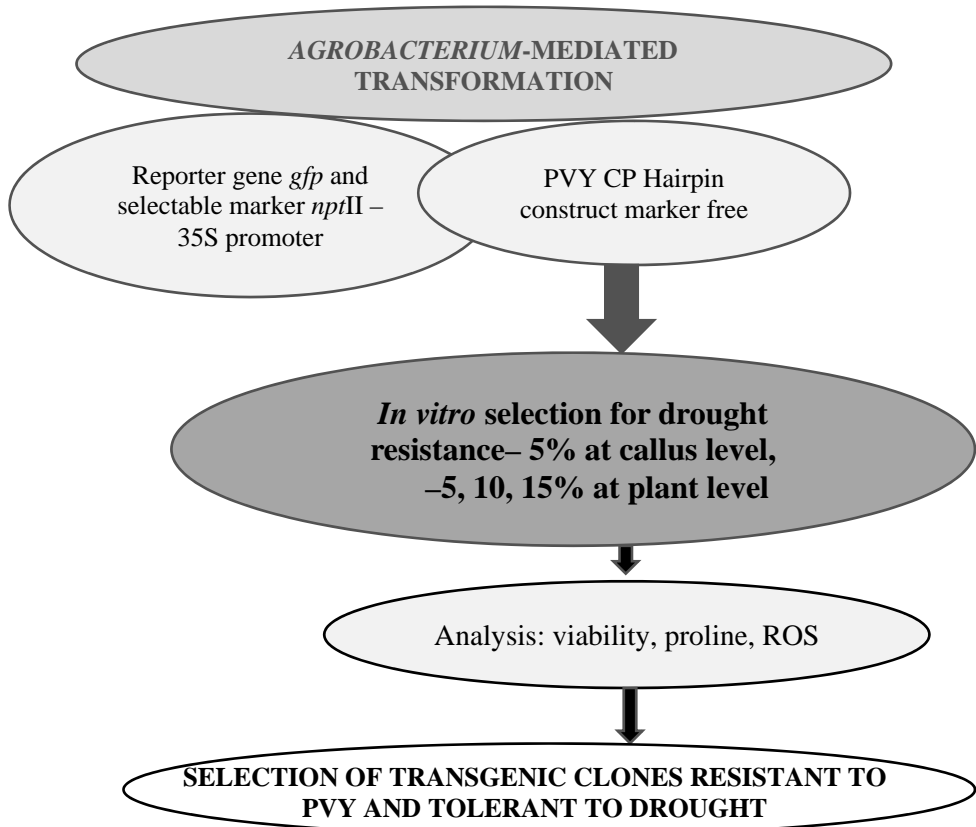 AGROBACTERIUM-MEDIATED
TRANSFORMATION
Reporter gene gfp and
selectable marker nptII –
35S promoter
PVY CP Hairpin
construct marker free
In vitro selection for drought
resistance– 5% at callus level,
–5, 10, 15% at plant level
Analysis: viability, proline, ROS
SELECTION OF TRANSGENIC CLONES RESISTANT TO
PVY AND TOLERANT TO DROUGHT